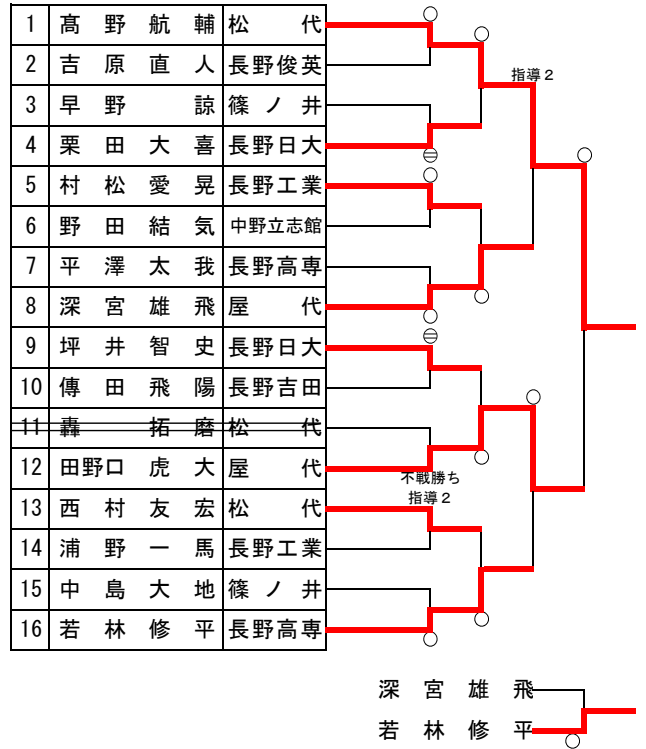 1 髙野航輔 松代
指導２
2 吉原直人 長野俊英
3 早野諒 篠ノ井
4 栗田大喜 長野日大
5 村松愛晃 長野工業
6 野田結気 中野立志館
7 平澤太我 長野高専
8 深宮雄飛 屋代
9 坪井智史 長野日大
10 傳田飛陽 長野吉田
11 轟拓磨 松代
12 田野口虎大 屋代
不戦勝ち
指導２
13 西村友宏 松代
14 浦野一馬 長野工業
15 中島大地 篠ノ井
16 若林修平 長野高専
深宮雄飛
若林修平